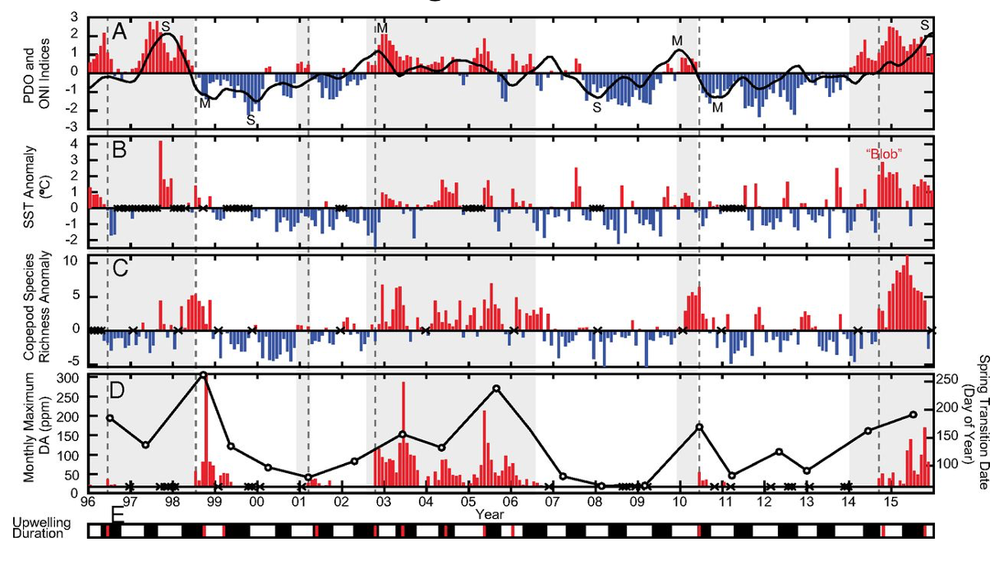 A
PDO and
ONI Indices
3
2
1
0
-1
-2
-3
S
M
M
S
M
S
M
S
B
SST Anomaly
(ºC)
4
3
2
1
0
-1
-2
"Blob"
C
Copepod Species
Richness Anomaly
10
5
0
-5
D
Monthly Maximum
DA (ppm)
300
250
200
150
100
50
0
Spring Transition Date
(Day of Year)
250
200
150
100
96 97 98 99 00 01 02 03 04 05 06 07 08 09 10 11 12 13 14 15
Year
E
Upwelling
Duration